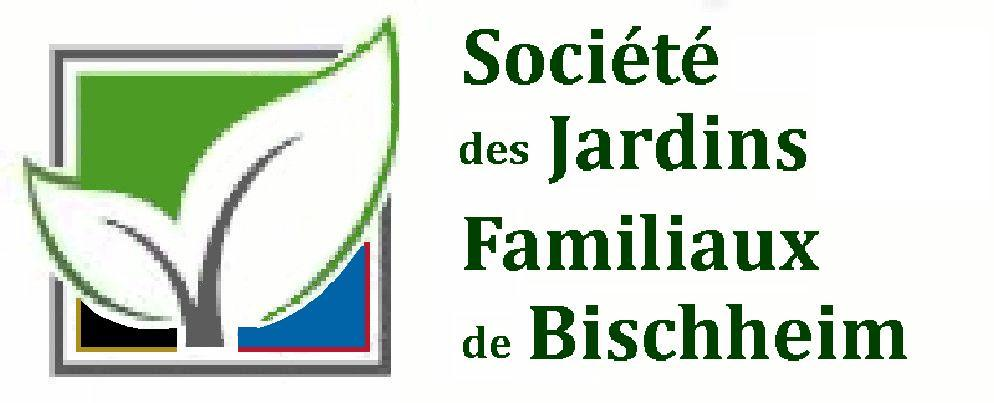 Société
des Jardins
Familiaux
de Bischheim